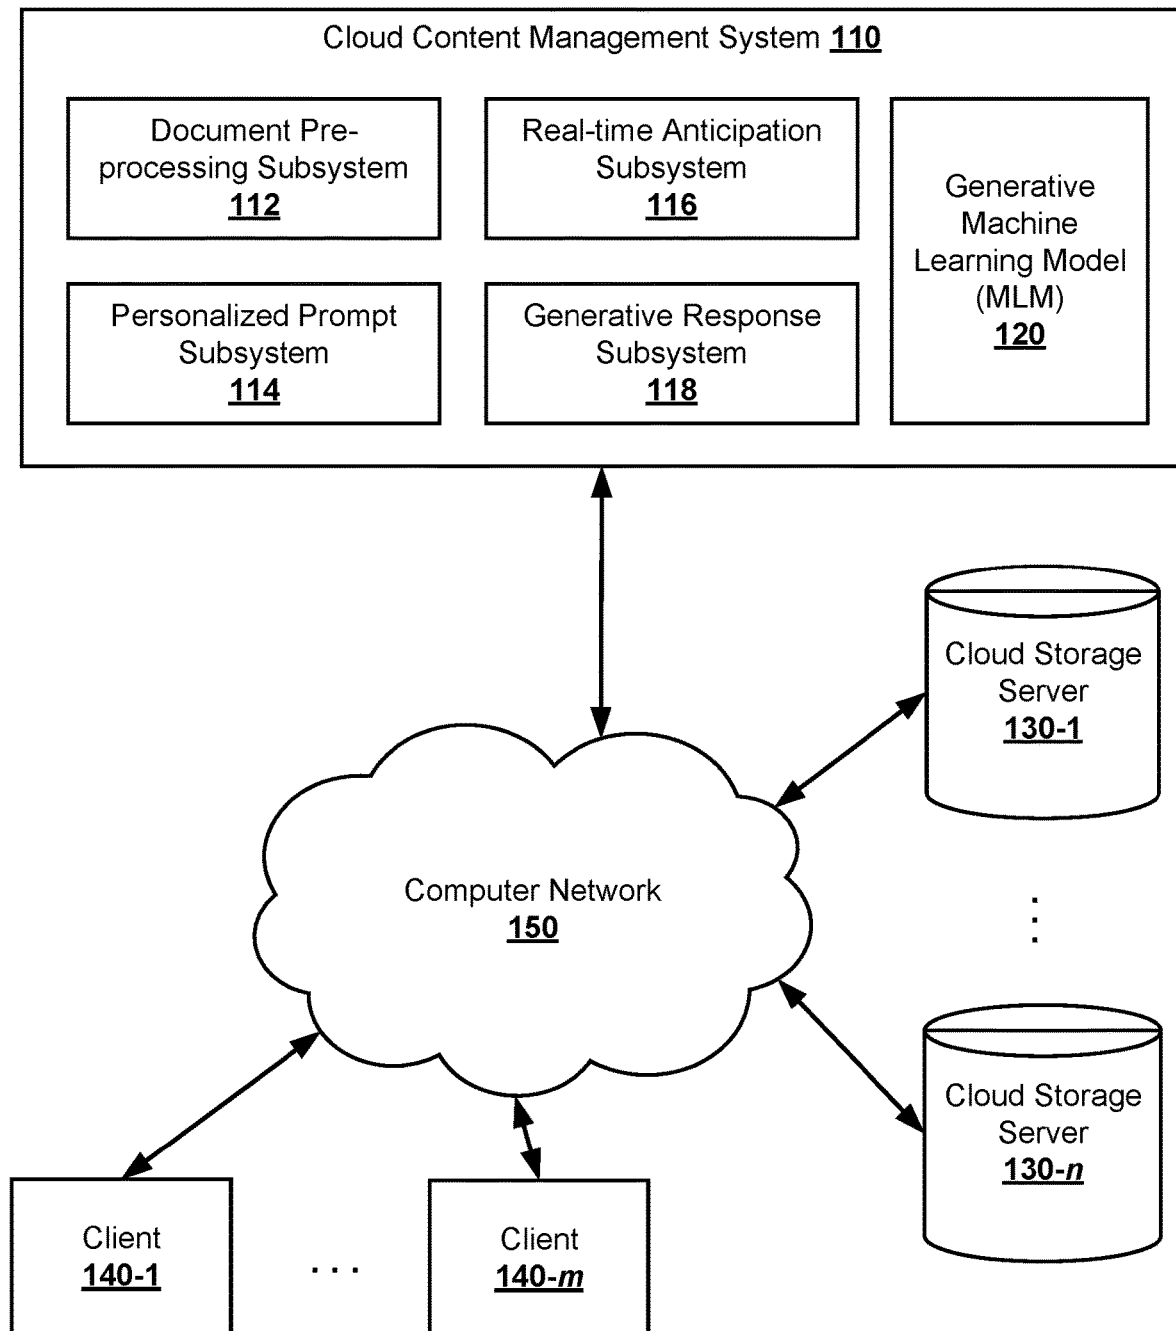 Cloud Content Management System 110
Document Pre-
processing Subsystem
112
Real-time Anticipation
Subsystem
116
Generative
Machine
Learning Model
(MLM)
120
Personalized Prompt
Subsystem
114
Generative Response
Subsystem
118
Cloud Storage
Server
130-1
Computer Network
150
Cloud Storage
Server
130-n
Client
140-1
. . .
Client
140-m